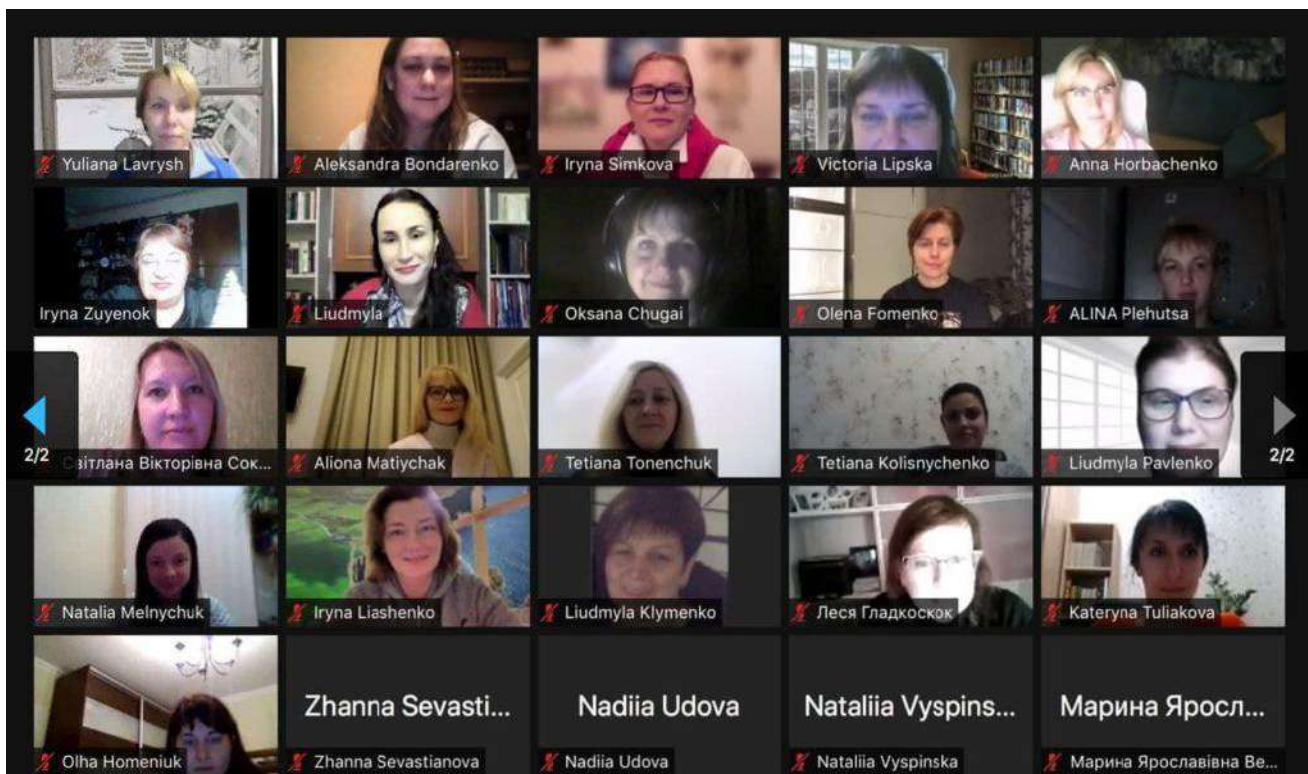 Yuliana Lavrysh
Aleksandra Bondarenko
Iryna Simkova
Victoria Lipska
Anna Horbachenko
Iryna Zuyenok
Liudmyla
Oksana Chugai
Olena Fomenko
ALINA Plehutsa
2/2
Світлана Вікторівна Сок...
Aliona Matiychak
Tetiana Tonenchuk
Tetiana Kolisnychenko
Liudmyla Pavlenko
2/2
Natalia Melnychuk
Iryna Liashenko
Liudmyla Klymenko
Леся Гладкоскок
Kateryna Tuliakova
Zhanna Sevasti...
Nadiia Udova
Nataliia Vyspins...
Марина Яросл...
Olha Homeniuk
Zhanna Sevastianova
Nadiia Udova
Nataliia Vyspinska
Марина Ярославівна Ве...